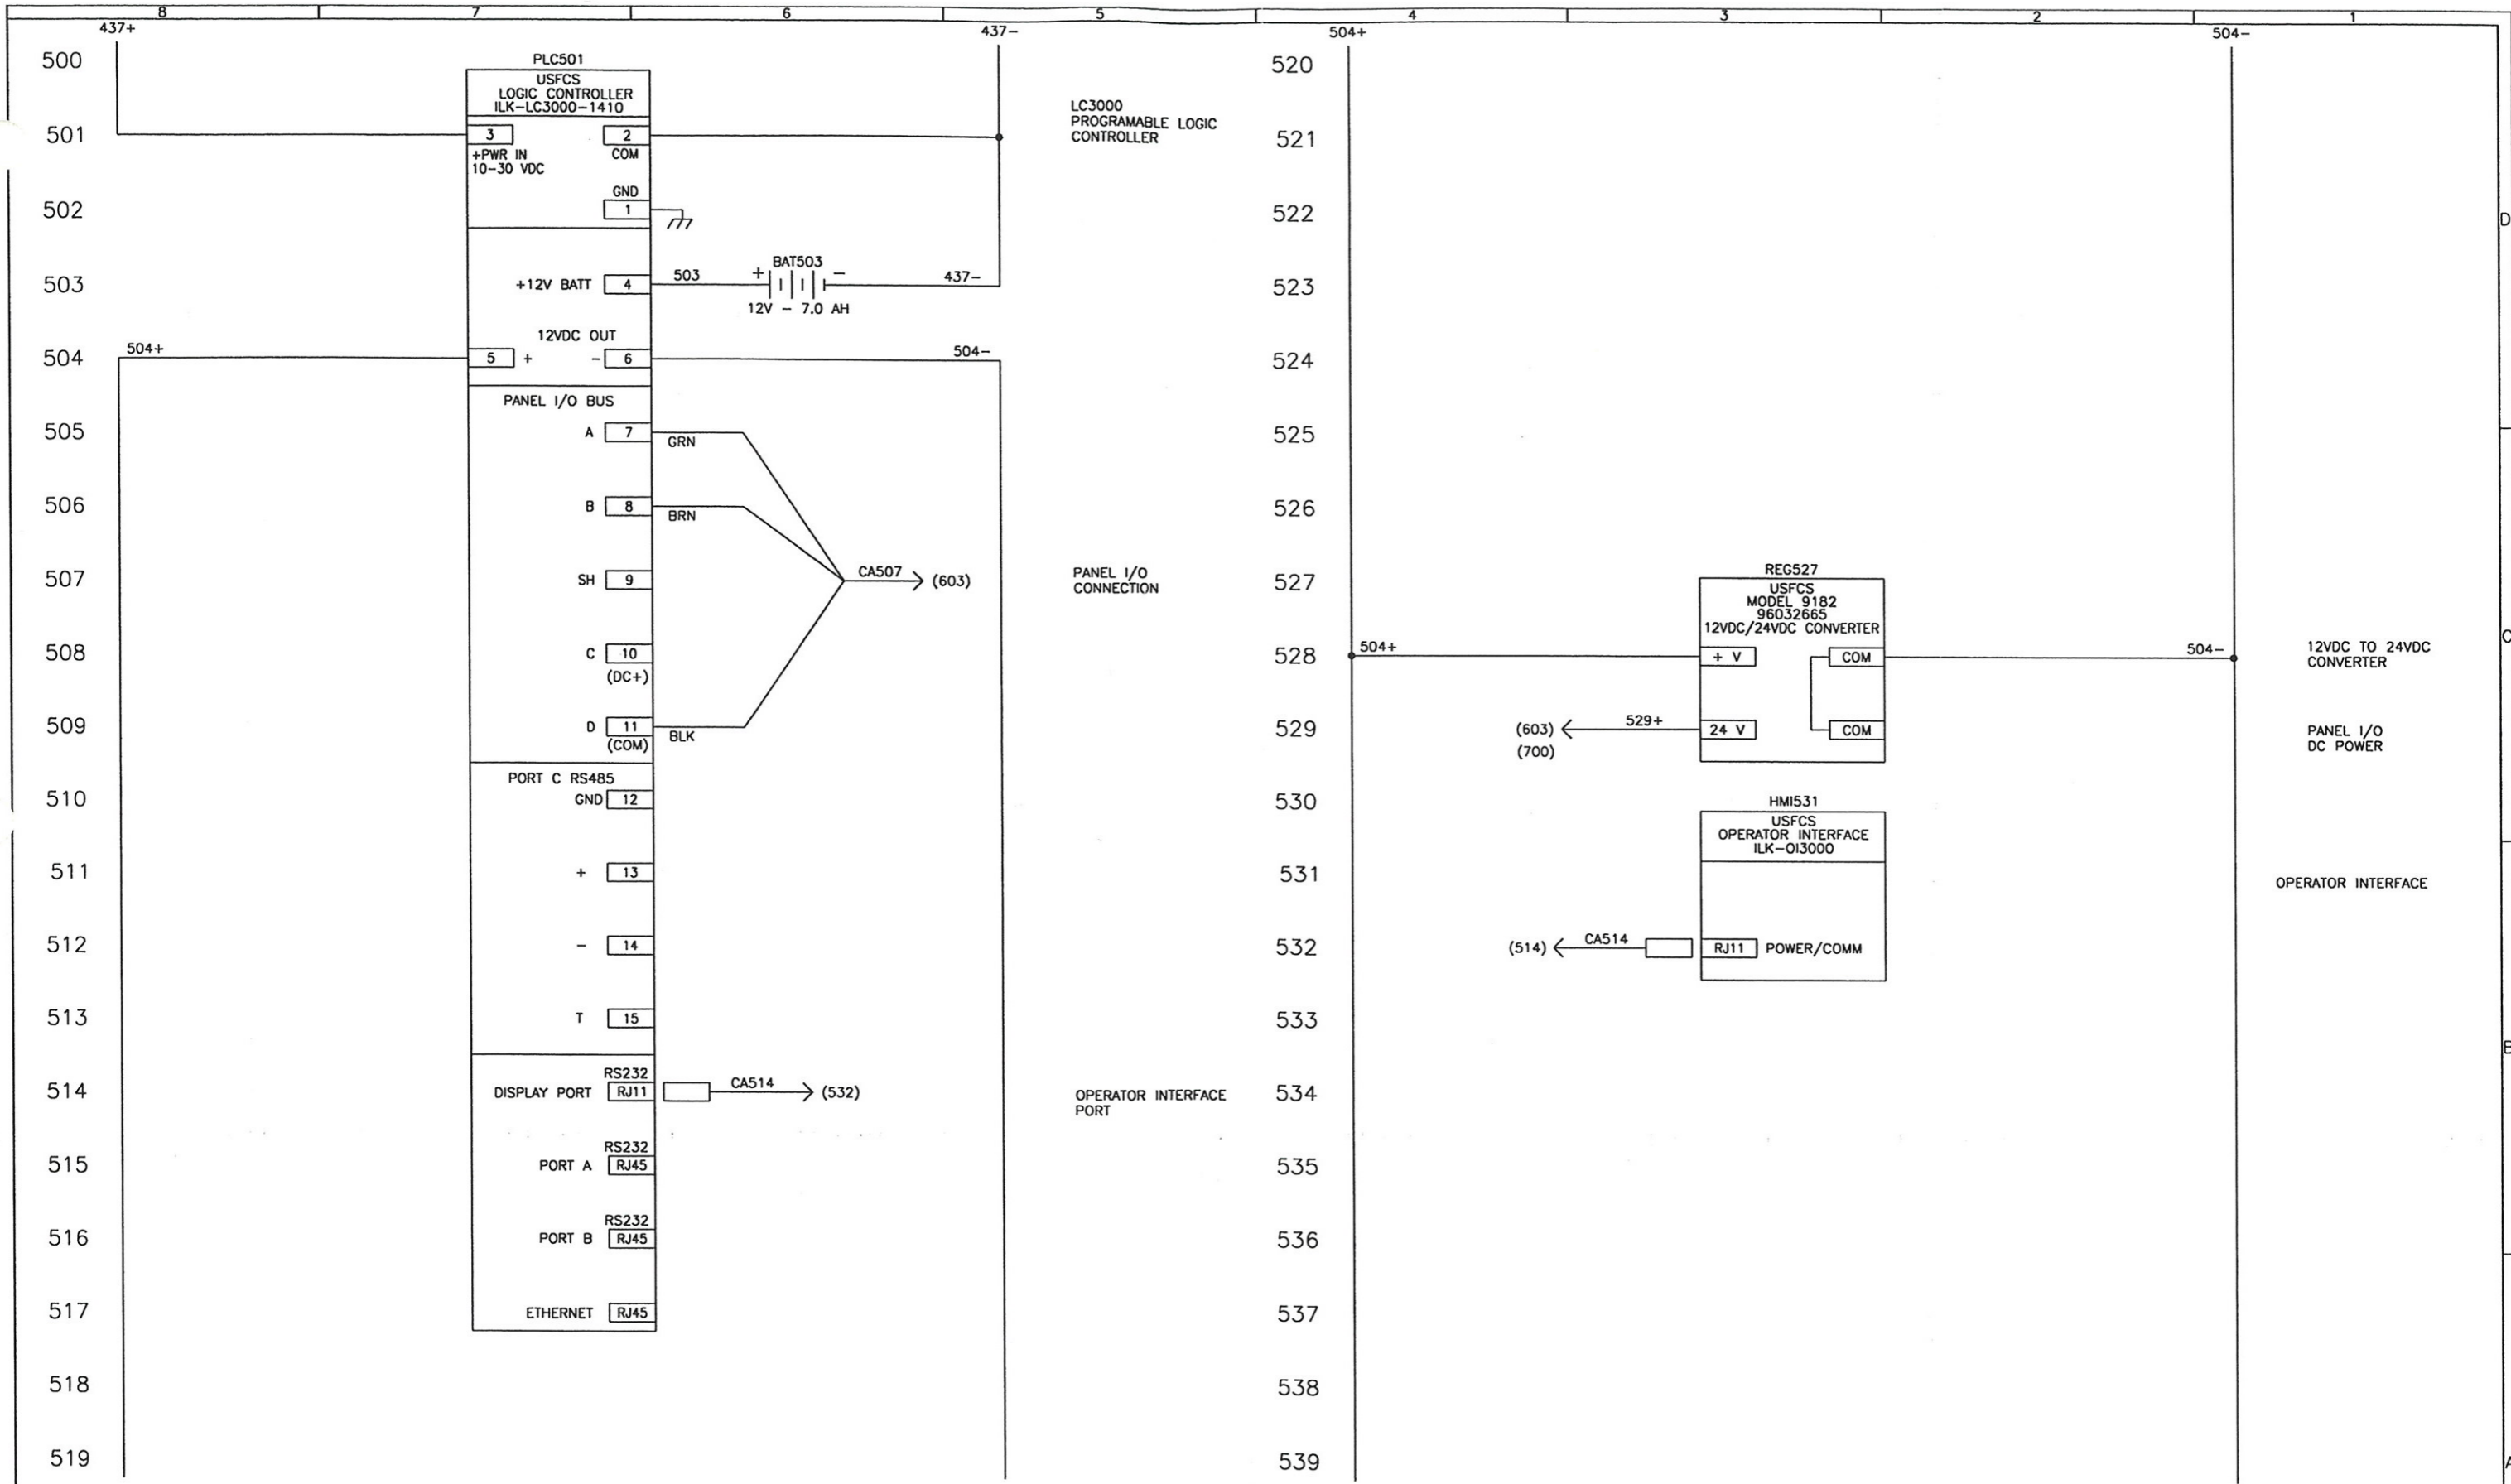 8 7 6 5 4 3 2 1
437+ 437-
500
PLC501
USFCS
LOGIC CONTROLLER
ILK-LC3000-1410
LC3000
PROGRAMABLE LOGIC
CONTROLLER
501
3 2
+PWR IN COM
10-30 VDC
GND
502
1
BAT503
503
+12V BATT 4 503 + - 437-
12V - 7.0 AH
12VDC OUT
504
504+ 5 + - 6 504-
PANEL I/O BUS
505
A 7
GRN
506
B 8
BRN
507
SH 9 CA507 (603)
PANEL I/O
CONNECTION
508
C 10
(DC+)
509
D 11
(COM) BLK
PORT C RS485
510
GND 12
511
+ 13
512
- 14
513
T 15
RS232
514
DISPLAY PORT RJ11 CA514 (532)
OPERATOR INTERFACE
PORT
RS232
515
PORT A RJ45
RS232
516
PORT B RJ45
517
ETHERNET RJ45
518
519
504+ 504-
520
521
522
523
524
525
526
527
REG527
USFCS
MODEL 9182
96032665
12VDC/24VDC CONVERTER
528
504+ + V COM 504-
12VDC TO 24VDC
CONVERTER
529
(603) 529+ 24 V COM
(700)
PANEL I/O
DC POWER
530
HMI531
USFCS
OPERATOR INTERFACE
ILK-OI3000
531
OPERATOR INTERFACE
532
(514) CA514 RJ11 POWER/COMM
533
534
535
536
537
538
539
D
C
B
A